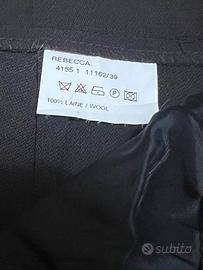 REBECCA
4155 1 11162/39
P
100% LAINE / WOOL
subito